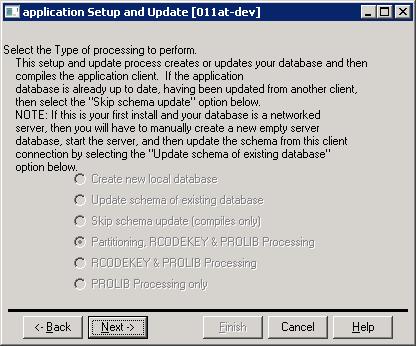 application Setup and Update [011at-dev]
Select the Type of processing to perform.
This setup and update process creates or updates your database and then
compiles the application client.  If the application
database is already up to date, having been updated from another client,
then select the "Skip schema update" option below.
NOTE: If this is your first install and your database is a networked
server, then you will have to manually create a new empty server
database, start the server, and then update the schema from this client
connection by selecting the "Update schema of existing database"
option below.
Create new local database
Update schema of existing database
Skip schema update (compiles only)
Partitioning, RCODEKEY & PROLIB Processing
RCODEKEY & PROLIB Processing
PROLIB Processing only
<- Back Next -> Finish Cancel Help